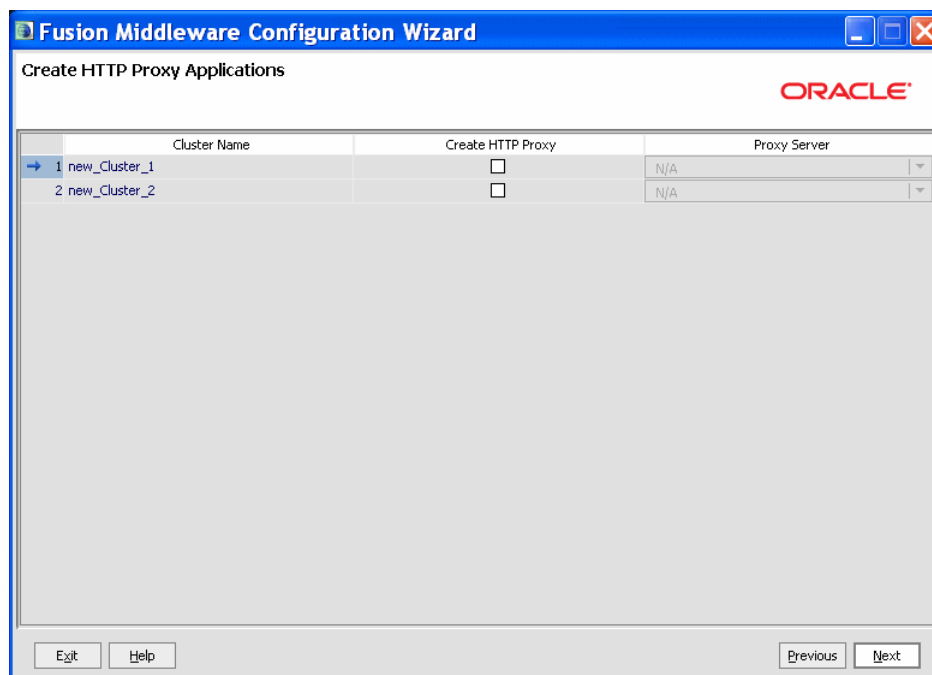 Fusion Middleware Configuration Wizard
Create HTTP Proxy Applications
ORACLE
Cluster Name Create HTTP Proxy Proxy Server
1 new_Cluster_1 N/A
2 new_Cluster_2 N/A
Exit Help Previous Next